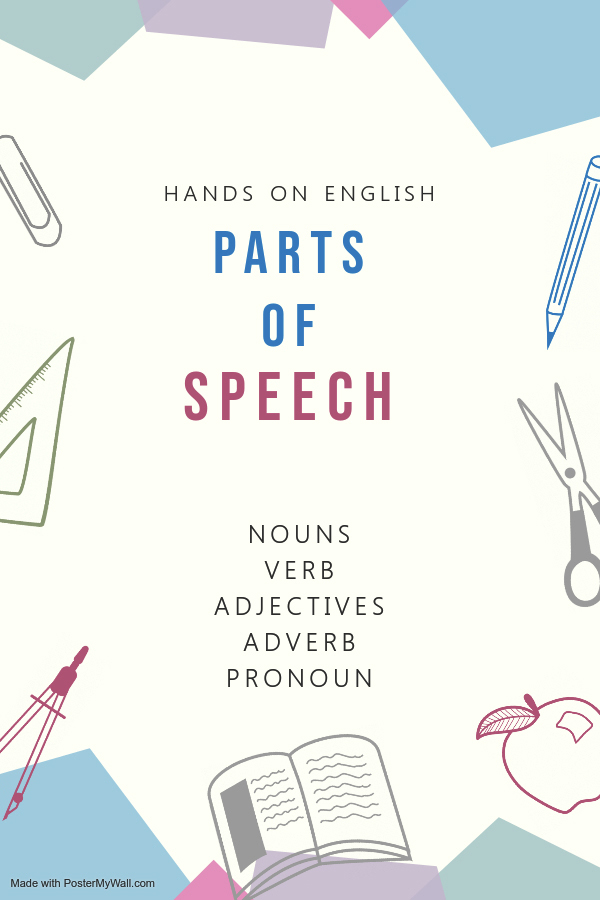 HANDS ON ENGLISH
PARTS
OF
SPEECH
NOUNS
VERB
ADJECTIVES
ADVERB
PRONOUN
Made with PosterMyWall.com